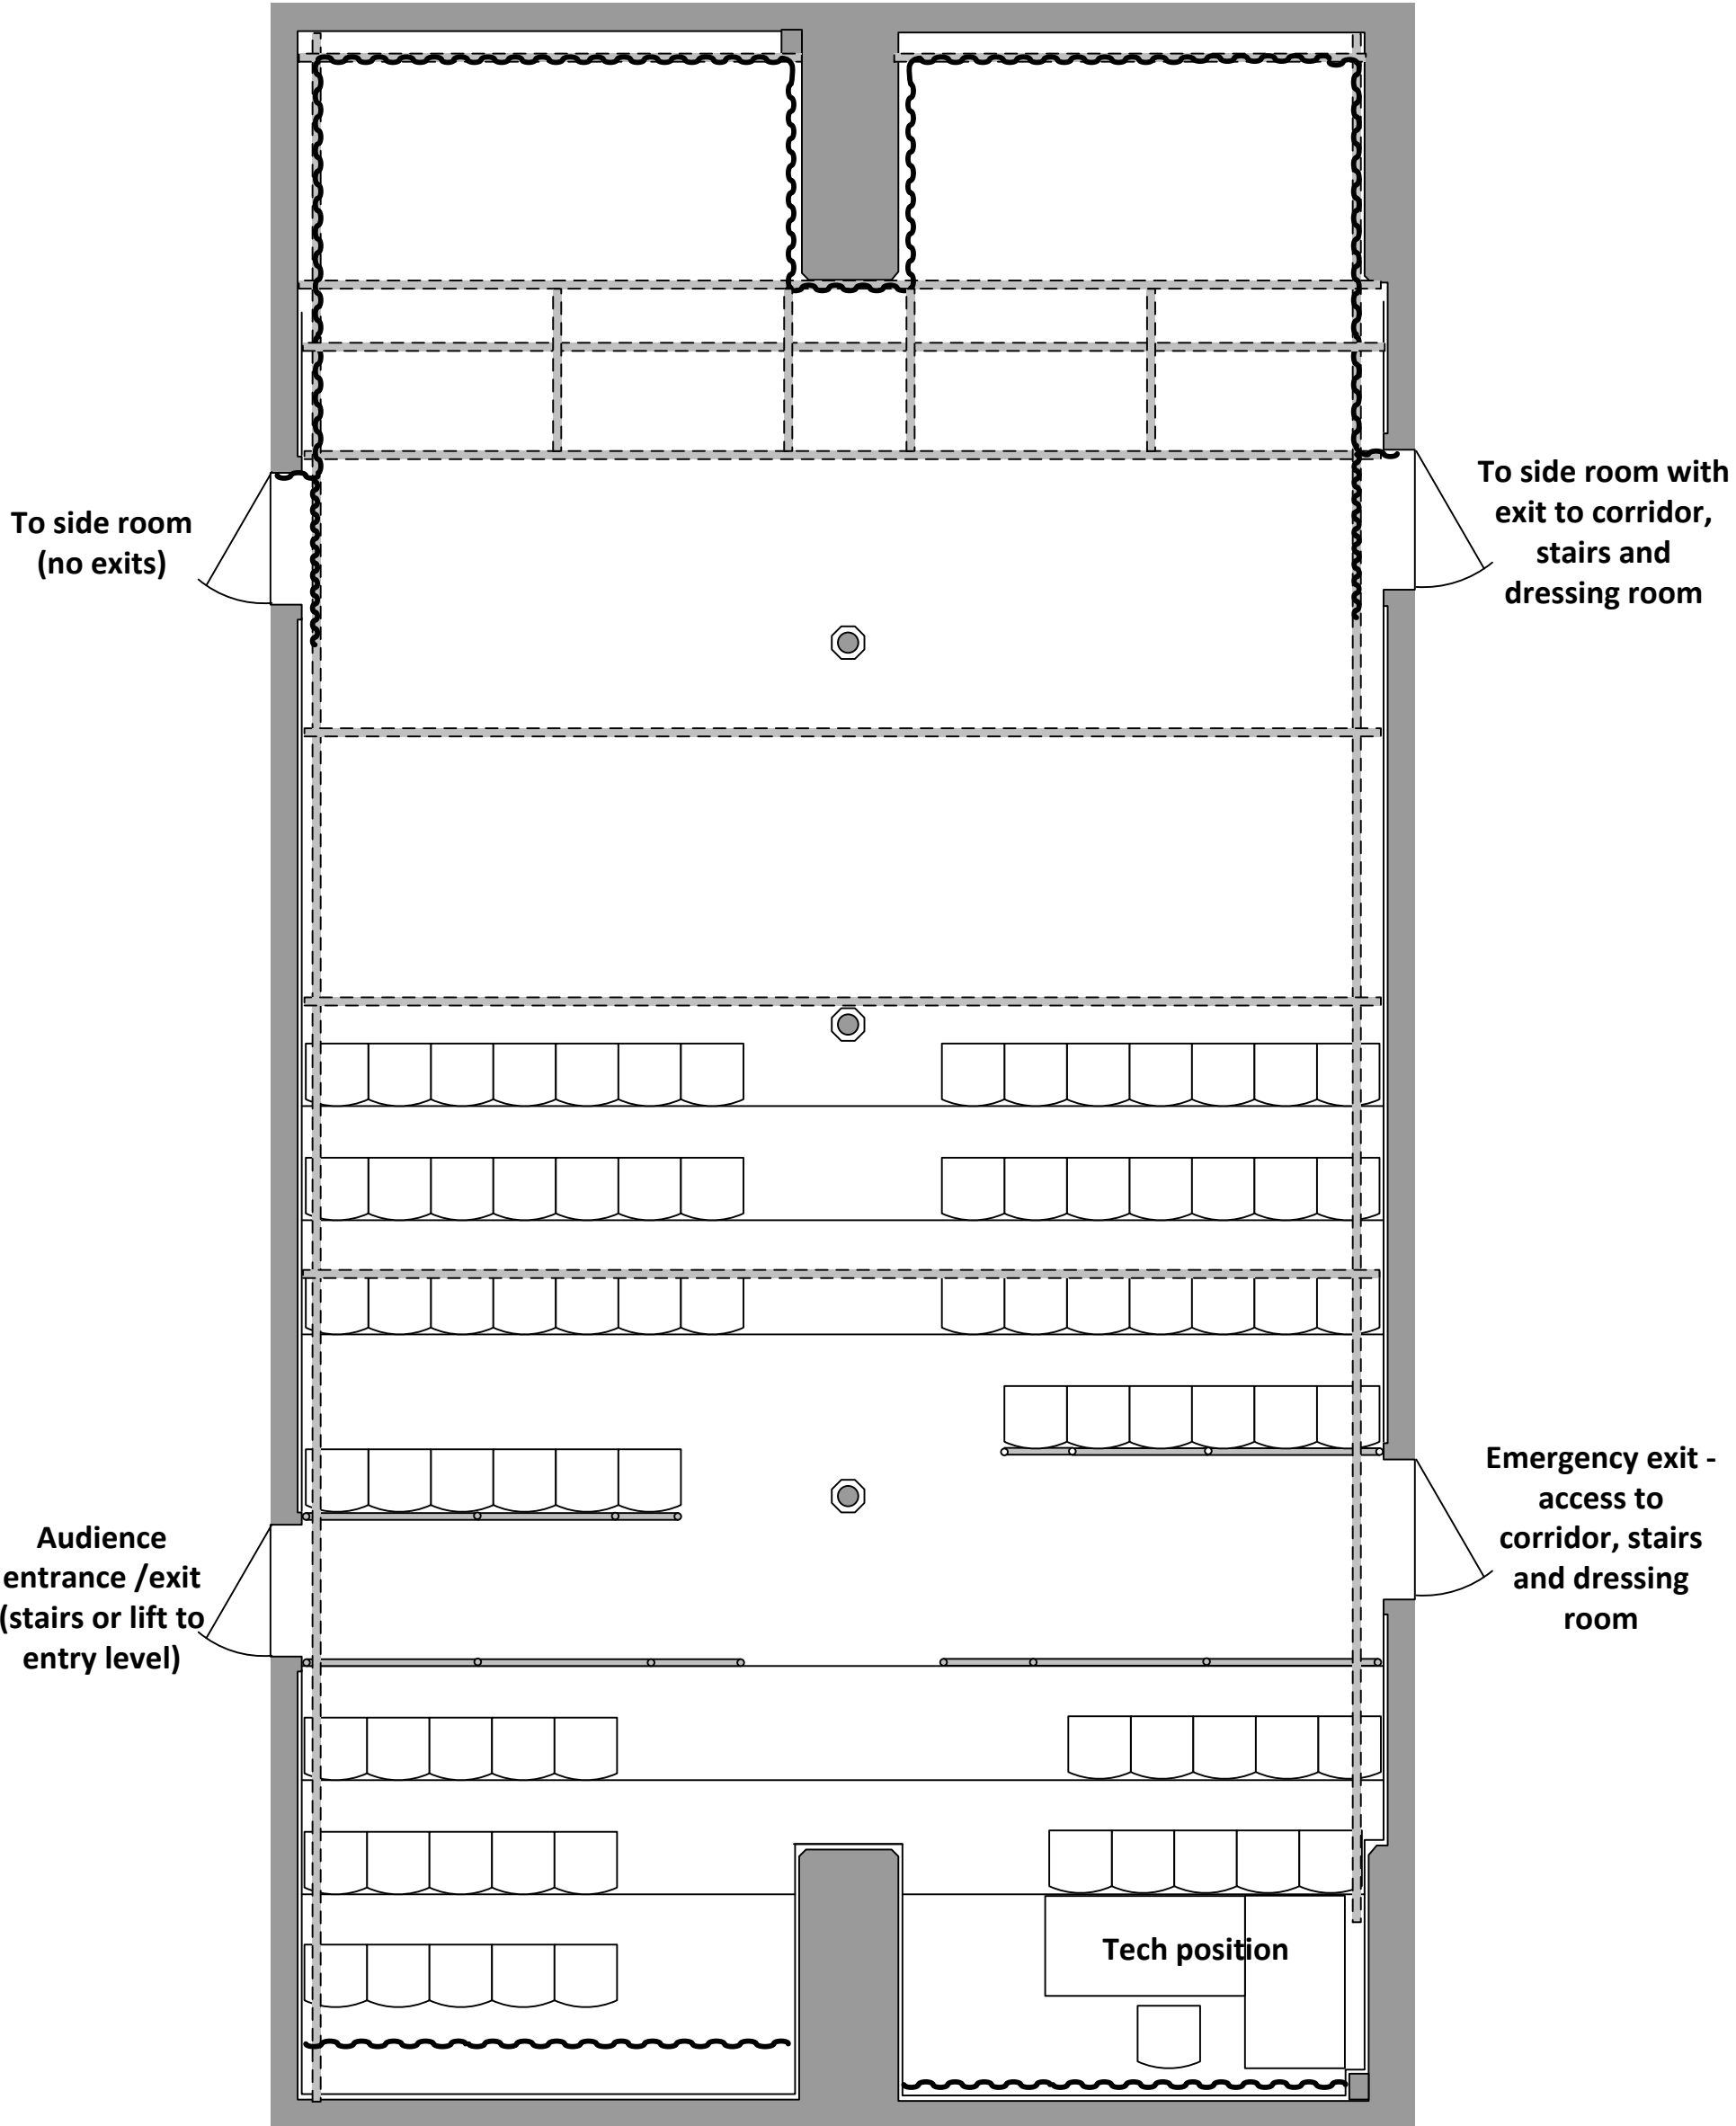 To side room
(no exits)
To side room with
exit to corridor,
stairs and
dressing room
Audience
entrance /exit
(stairs or lift to
entry level)
Emergency exit -
access to
corridor, stairs
and dressing
room
Tech position